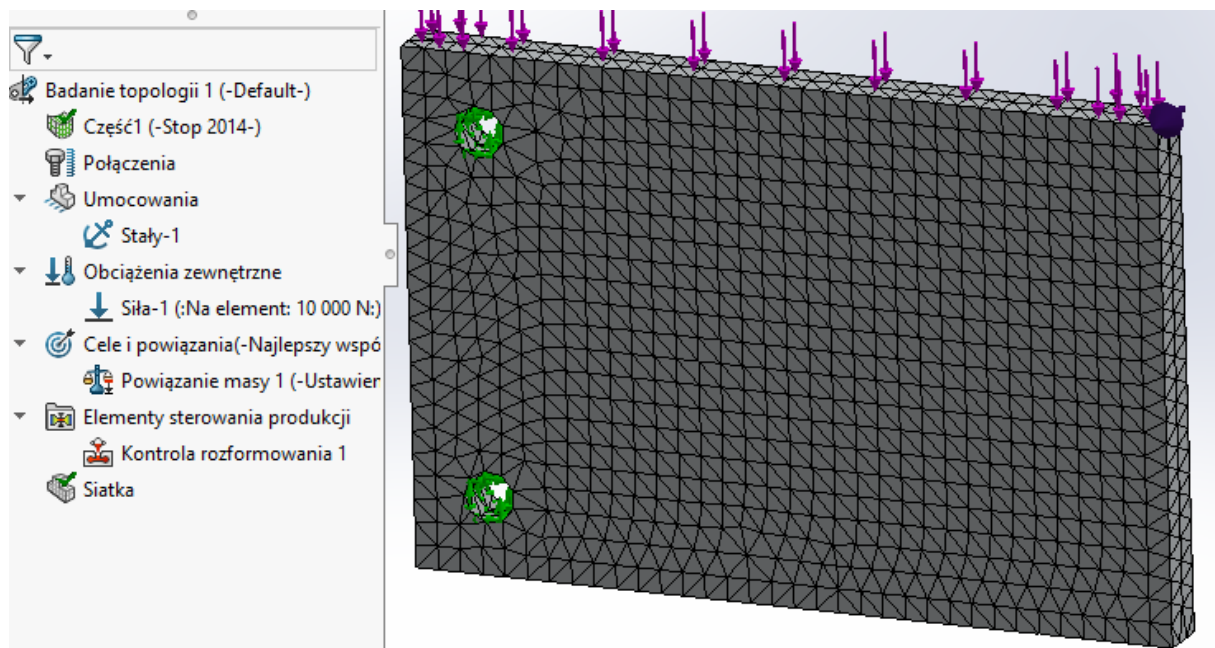 Badanie topologii 1 (-Default-)
Część1 (-Stop 2014-)
Połączenia
Umocowania
Stały-1
Obciążenia zewnętrzne
Siła-1 (:Na element: 10 000 N:)
Cele i powiązania(-Najlepszy wspó
Powiązanie masy 1 (-Ustawier
Elementy sterowania produkcji
Kontrola rozformowania 1
Siatka